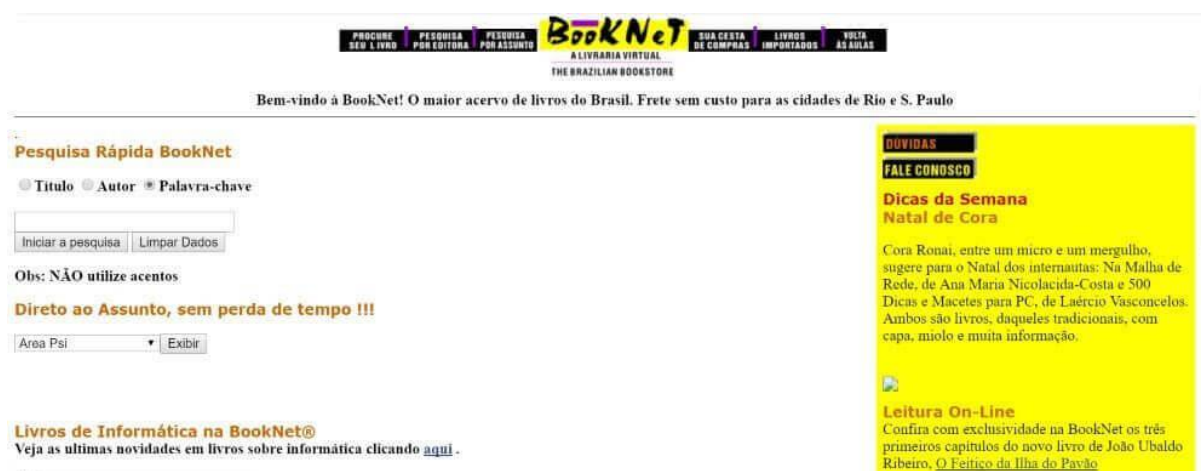 PROCURE SEU LIVRO
PESQUISA POR EDITORA
PESQUISA POR ASSUNTO
BooKNeT
A LIVRARIA VIRTUAL
THE BRAZILIAN BOOKSTORE
SUA CESTA DE COMPRAS
LIVROS IMPORTADOS
VOLTA ÀS AULAS
Bem-vindo à BookNet! O maior acervo de livros do Brasil. Frete sem custo para as cidades de Rio e S. Paulo
.
Pesquisa Rápida BookNet
Título Autor Palavra-chave
Iniciar a pesquisa Limpar Dados
Obs: NÃO utilize acentos
Direto ao Assunto, sem perda de tempo !!!
Area Psi Exibir
Livros de Informática na BookNet®
Veja as ultimas novidades em livros sobre informática clicando aqui .
DÚVIDAS
FALE CONOSCO
Dicas da Semana
Natal de Cora
Cora Ronai, entre um micro e um mergulho,
sugere para o Natal dos internautas: Na Malha de
Rede, de Ana Maria Nicolacida-Costa e 500
Dicas e Macetes para PC, de Laércio Vasconcelos.
Ambos são livros, daqueles tradicionais, com
capa, miolo e muita informação.
Leitura On-Line
Confira com exclusividade na BookNet os três
primeiros capítulos do novo livro de João Ubaldo
Ribeiro, O Feitiço da Ilha do Pavão